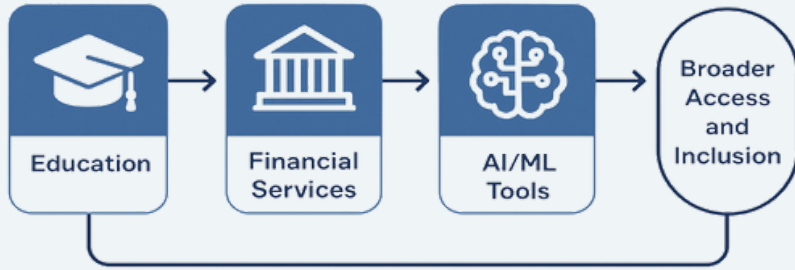 Education
Financial
Services
AI/ML
Tools
Broader
Access
and
Inclusion